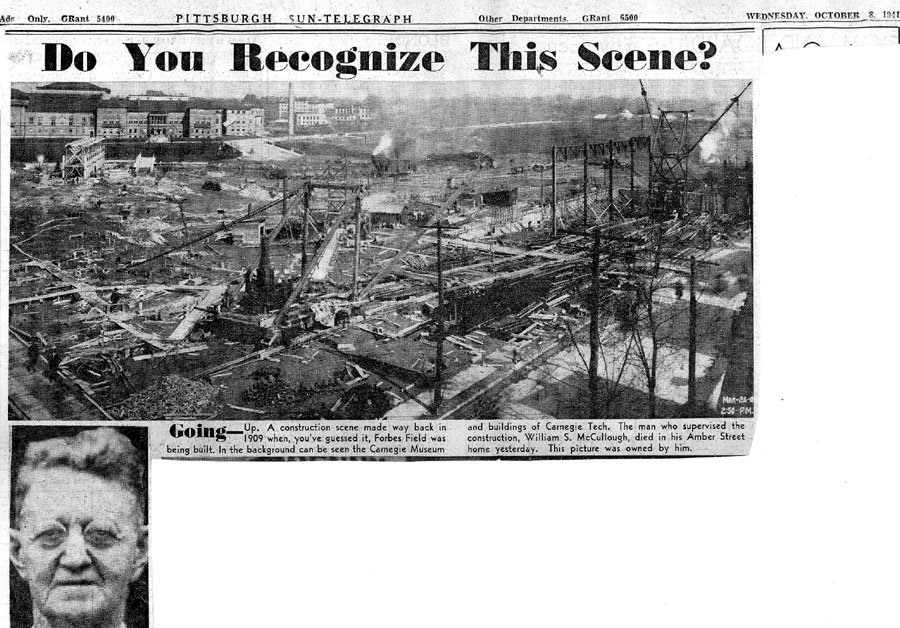 Ads Only. GRant 5400 PITTSBURGH SUN-TELEGRAPH Other Departments. GRant 6500 WEDNESDAY, OCTOBER 8, 1941
Do You Recognize This Scene?
Mar-26-0
2:50-P.M.
Going—Up. A construction scene made way back in
1909 when, you've guessed it, Forbes Field was
being built. In the background can be seen the Carnegie Museum
and buildings of Carnegie Tech. The man who supervised the
construction, William S. McCullough, died in his Amber Street
home yesterday. This picture was owned by him.